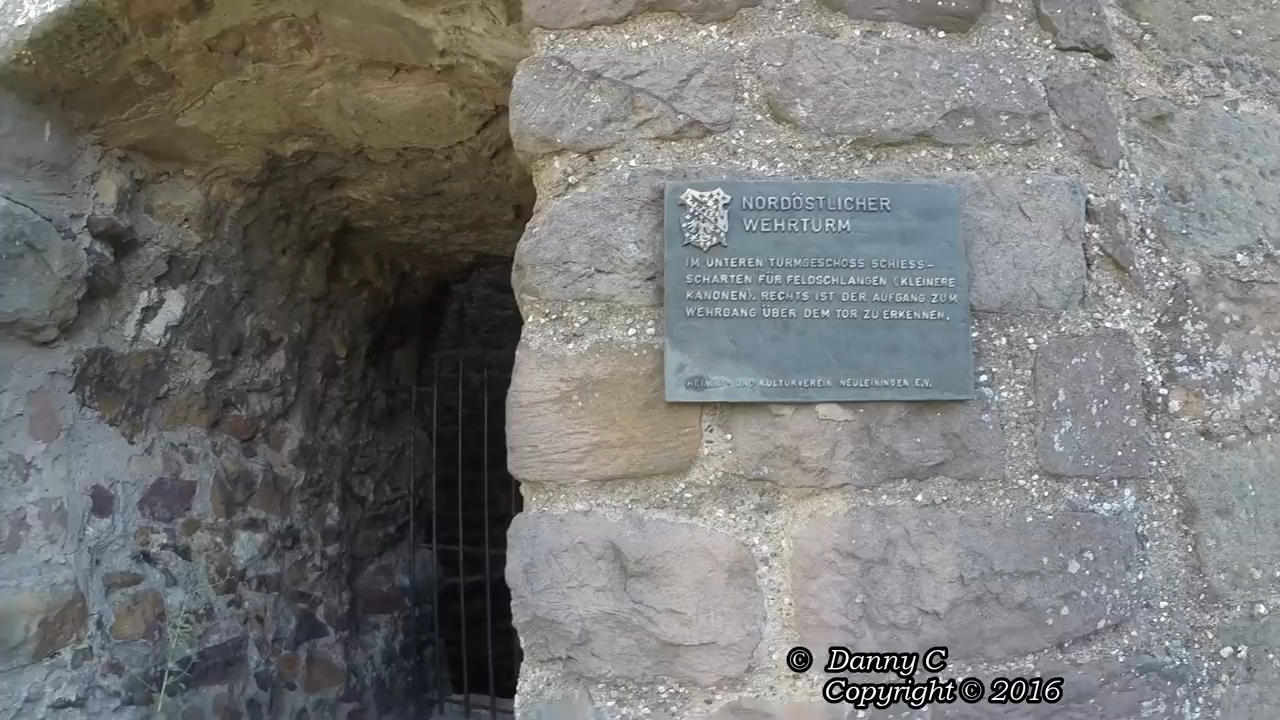 NORDÖSTLICHER
WEHRTURM
IM UNTEREN TURMGESCHOSS SCHIESS-
SCHARTEN FÜR FELDSCHLANGEN (KLEINERE
KANONEN). RECHTS IST DER AUFGANG ZUM
WEHRGANG ÜBER DEM TOR ZU ERKENNEN.
HEIMAT- UND KULTURVEREIN NEULEININGEN E.V.
© Danny C
Copyright © 2016